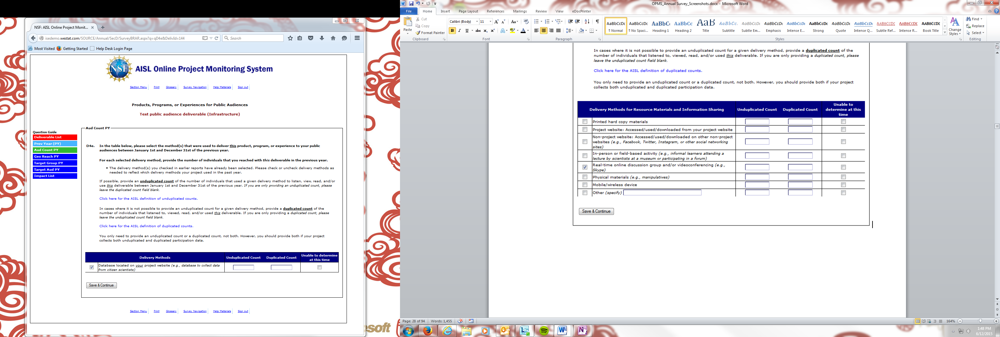 NSF: AISL Online Project Monit...
isedemo.westat.com/SOURCE/Annual/SecD/SurveyBRAR.aspx?q=qD4e&DelivId=144
Search
Most Visited Getting Started Help Desk Login Page
NSF
AISL Online Project Monitoring System
Section Menu Print Glossary Survey Navigation Help Materials Sign out
Products, Programs, or Experiences for Public Audiences
Test public audience deliverable (Infrastructure)
Question Guide
Deliverable List
Prev Year (PY)
Aud Count PY
Geo Reach PY
Target Group PY
Target Aud PY
Impact List
Aud Count PY
D4e. In the table below, please select the method(s) that were used to deliver this product, program, or experience to your public
audiences between January 1st and December 31st of the previous year.
For each selected delivery method, provide the number of individuals that you reached with this deliverable in the previous year.
• The delivery method(s) you checked in earlier reports have already been selected. Please check or uncheck delivery methods as
needed to reflect which delivery methods your project used in the past year.
If possible, provide an unduplicated count of the number of individuals that used a given delivery method to listen, view, read, and/or
use this deliverable between January 1st and December 31st of the previous year. If you are only providing an unduplicated count, please
leave the duplicated count field blank.
Click here for the AISL definition of unduplicated counts.
In cases where it is not possible to provide an unduplicated count for a given delivery method, provide a duplicated count of the
number of individuals that listened to, viewed, read, and/or used this deliverable. If you are only providing a duplicated count, please
leave the unduplicated count field blank.
Click here for the AISL definition of duplicated counts.
You only need to provide an unduplicated count or a duplicated count, not both. However, you should provide both if your project
collects both unduplicated and duplicated participation data.
Delivery Methods Unduplicated Count Duplicated Count Unable to determine
at this time
Database located on your project website (e.g., database to collect data
from citizen scientists)
Save & Continue
Section Menu Print Glossary Survey Navigation Help Materials Sign out
soft
OPMS_Annual Survey_Screenshots.docx - Microsoft Word
File Home Insert Page Layout References Mailings Review View eDocPrinter
Paste
Cut
Copy
Format Painter
Clipboard
Calibri (Body) 11
Font
Paragraph
AaBbCcDc AaBbCcDc AaBbC AaBbCc AaB AaBbCc. AaBbCcDc AaBbCcDc AaBbCcDc AaBbCcDc AaBbCcDc AaBbCcDc AaBbCcDc AaBbCcDc AaBbCcDc
¶ Normal ¶ No Spaci... Heading 1 Heading 2 Title Subtitle Subtle Em... Emphasis Intense E... Strong Quote Intense Q... Subtle Ref... Intense R... Book Title
Styles
Change
Styles
Find
Replace
Select
Editing
In cases where it is not possible to provide an unduplicated count for a given delivery method, provide a duplicated count of the
number of individuals that listened to, viewed, read, and/or used this deliverable. If you are only providing a duplicated count, please
leave the unduplicated count field blank.
Click here for the AISL definition of duplicated counts.
You only need to provide an unduplicated count or a duplicated count, not both. However, you should provide both if your project
collects both unduplicated and duplicated participation data.
Delivery Methods for Resource Materials and Information Sharing Unduplicated Count Duplicated Count Unable to
determine at this
time
Printed hard copy materials
Project website: Accessed/used/downloaded from your project website
Non-project website: Accessed/used/downloaded on other non-project
websites (e.g., Facebook, Twitter, Instagram, or other social networking
sites)
In-person or field-based activity (e.g., informal learners attending a
lecture by scientists at a museum or participating in a forum)
Real-time online discussion group and/or videoconferencing (e.g.,
Skype)
Physical materials (e.g., manipulatives)
Mobile/wireless device
Other (specify)
Save & Continue
Page: 28 of 94 Words: 1,455
164%
1:48 PM
6/12/2015